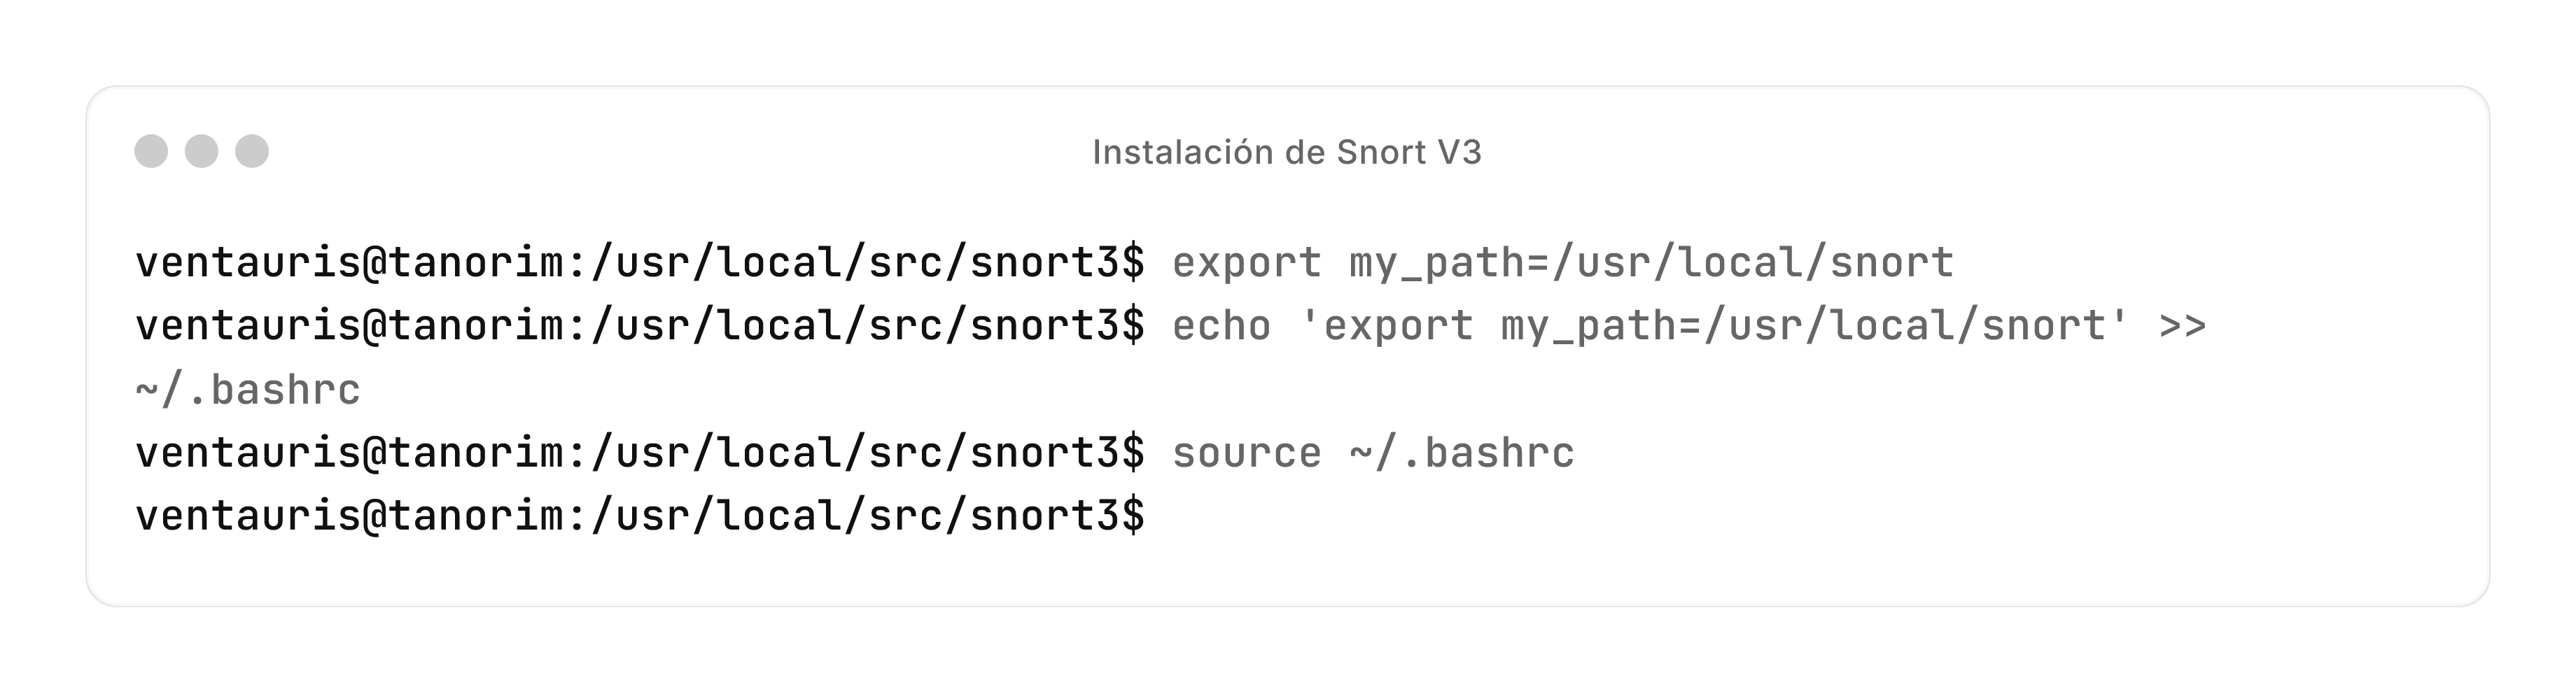 Instalación de Snort V3
ventauris@tanorim:/usr/local/src/snort3$ export my_path=/usr/local/snort
ventauris@tanorim:/usr/local/src/snort3$ echo 'export my_path=/usr/local/snort' >>
~/.bashrc
ventauris@tanorim:/usr/local/src/snort3$ source ~/.bashrc
ventauris@tanorim:/usr/local/src/snort3$